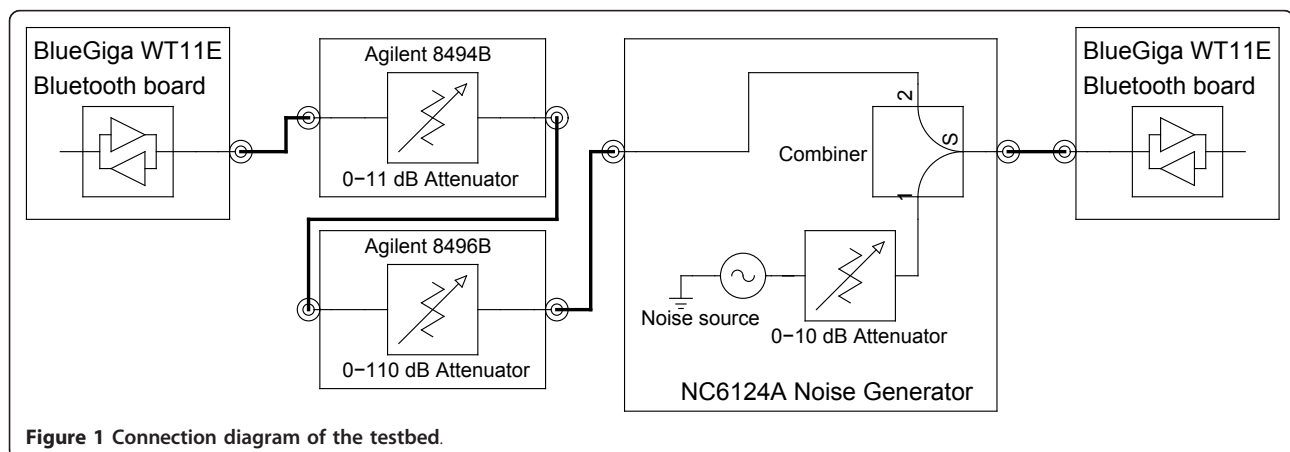 BlueGiga WT11E
Bluetooth board
Agilent 8494B
0−11 dB Attenuator
Agilent 8496B
0−110 dB Attenuator
2
Combiner
S
1
Noise source
0−10 dB Attenuator
NC6124A Noise Generator
BlueGiga WT11E
Bluetooth board
Figure 1 Connection diagram of the testbed.